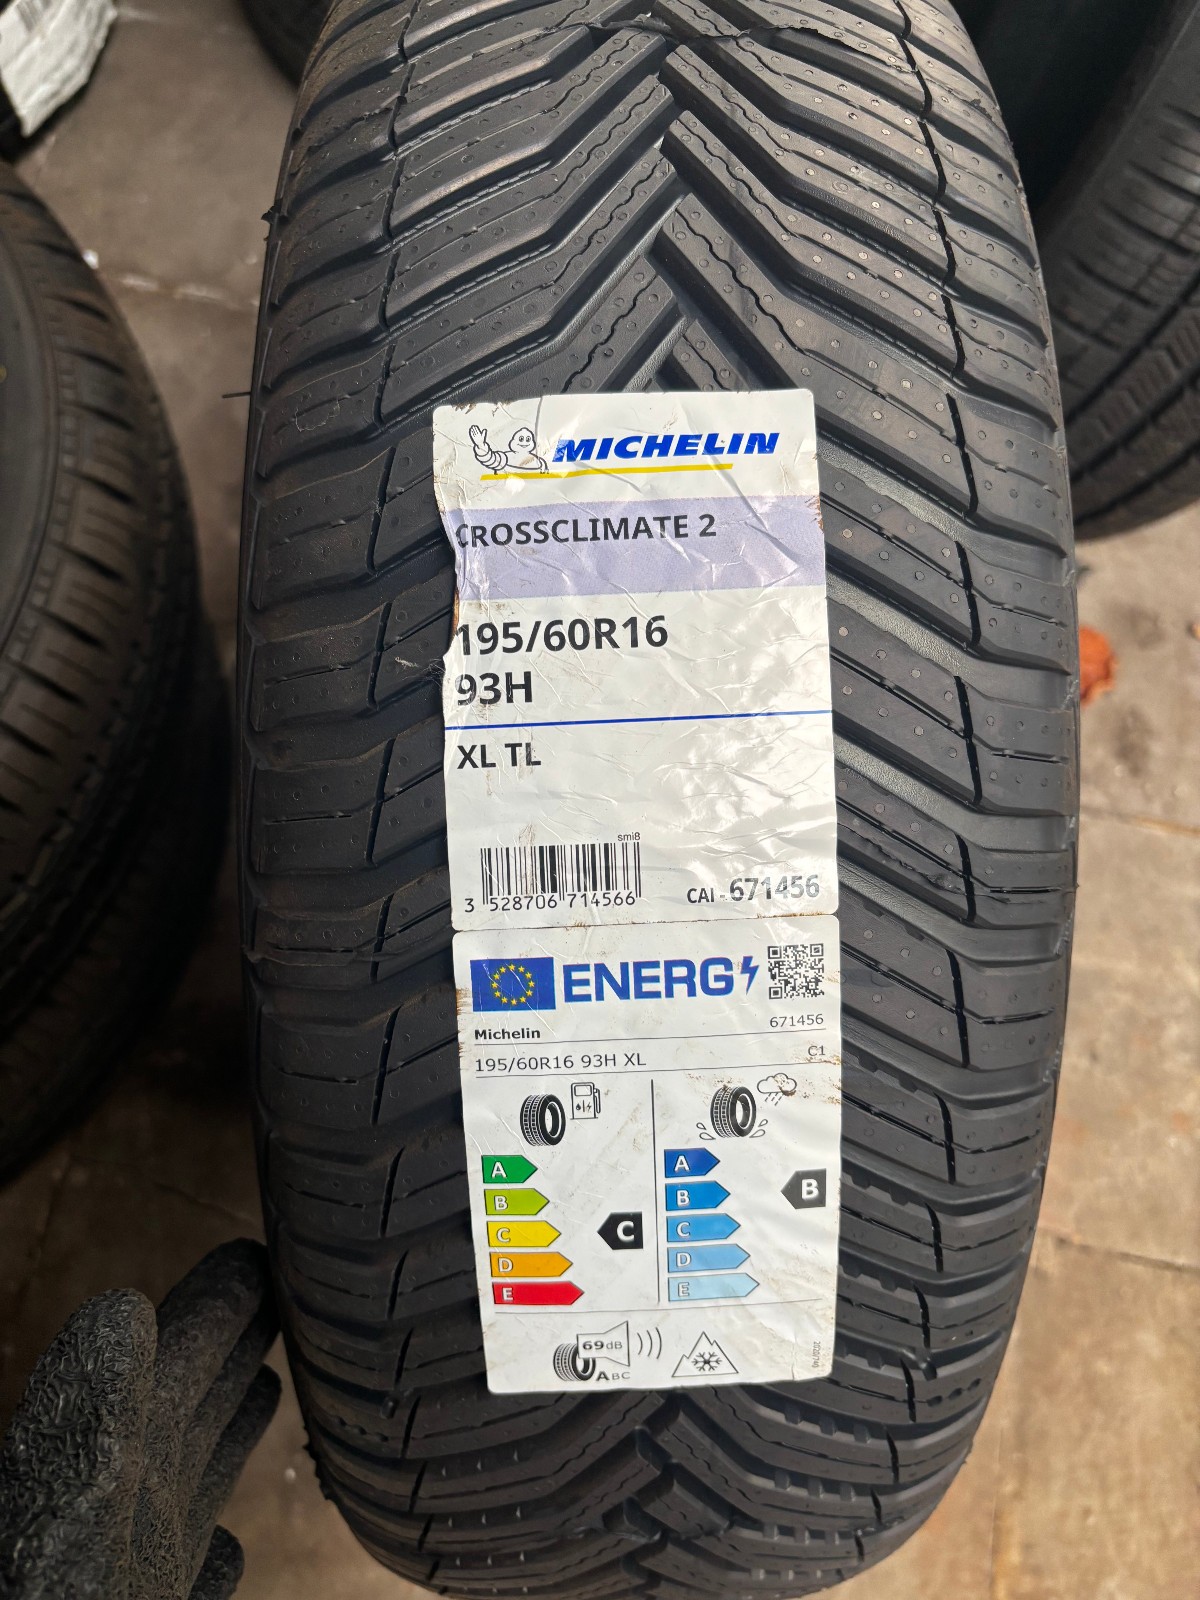 MICHELIN
CROSSCLIMATE 2
195/60R16
93H
XL TL
smi8
3 528706 714566
CAI - 671456
ENERG
Michelin
671456
195/60R16 93H XL
C1
A
B
C
D
E
C
A
B
C
D
E
B
69dB
ABC